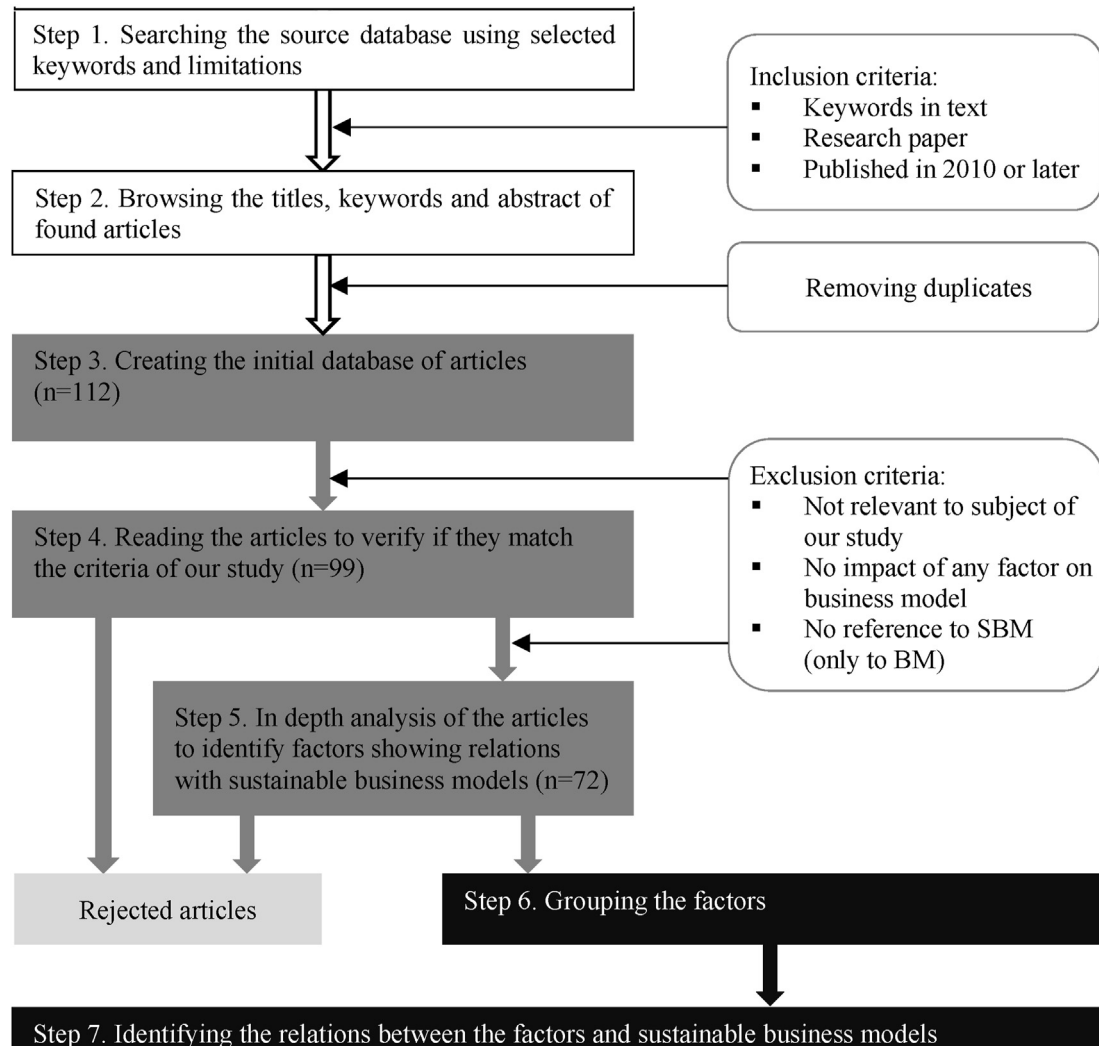 Step 1. Searching the source database using selected
keywords and limitations
Inclusion criteria:
▪ Keywords in text
▪ Research paper
▪ Published in 2010 or later
Step 2. Browsing the titles, keywords and abstract of
found articles
Removing duplicates
Step 3. Creating the initial database of articles
(n=112)
Exclusion criteria:
▪ Not relevant to subject of
our study
▪ No impact of any factor on
business model
▪ No reference to SBM
(only to BM)
Step 4. Reading the articles to verify if they match
the criteria of our study (n=99)
Step 5. In depth analysis of the articles
to identify factors showing relations
with sustainable business models (n=72)
Rejected articles
Step 6. Grouping the factors
Step 7. Identifying the relations between the factors and sustainable business models